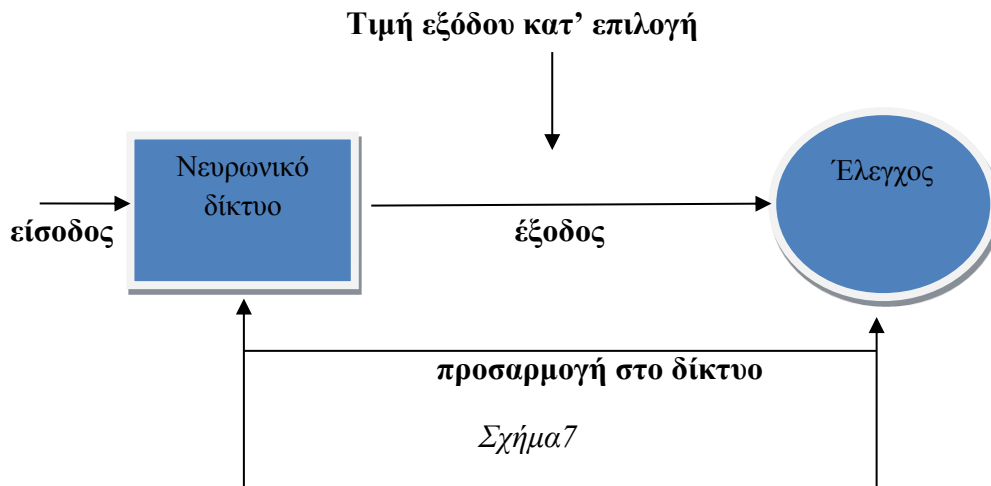 Τιμή εξόδου κατ’ επιλογή
Νευρωνικό
δίκτυο
Έλεγχος
είσοδος
έξοδος
προσαρμογή στο δίκτυο
Σχήμα7